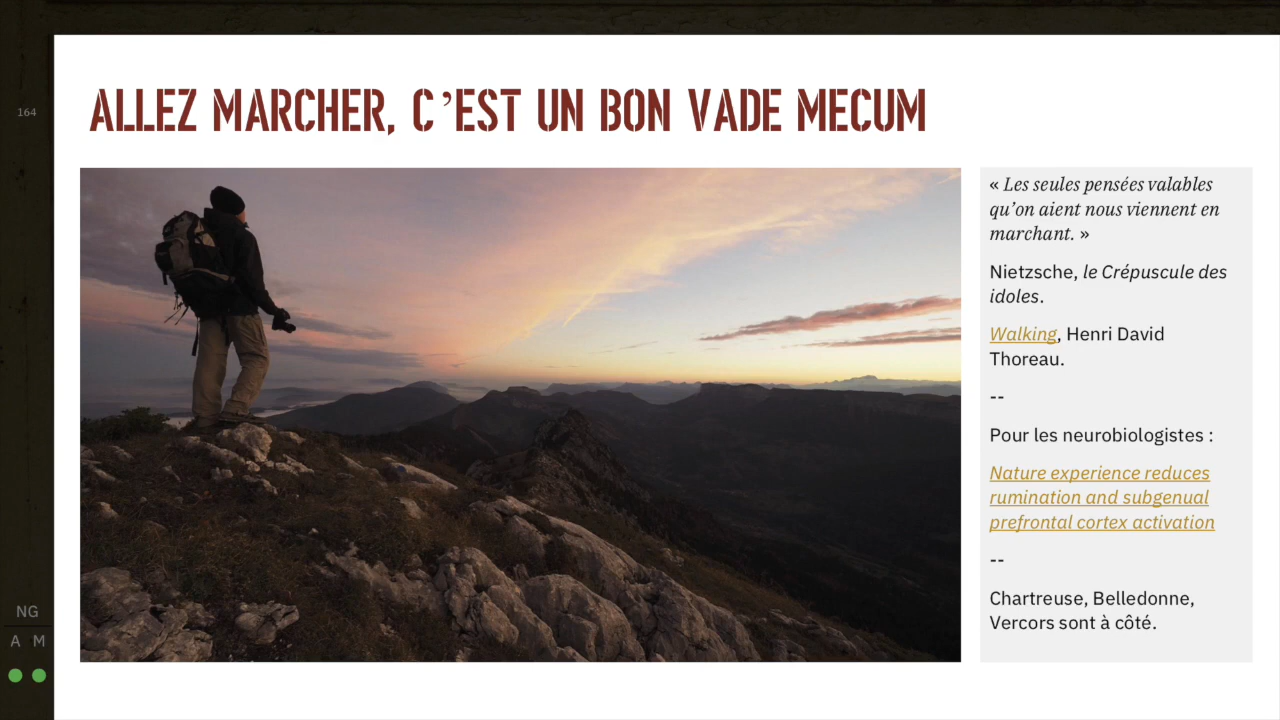 164
ALLEZ MARCHER, C’EST UN BON VADE MECUM
« Les seules pensées valables
qu’on aient nous viennent en
marchant. »
Nietzsche, le Crépuscule des
idoles.
Walking, Henri David
Thoreau.
--
Pour les neurobiologistes :
Nature experience reduces
rumination and subgenual
prefrontal cortex activation
--
Chartreuse, Belledonne,
Vercors sont à côté.
NG
A M